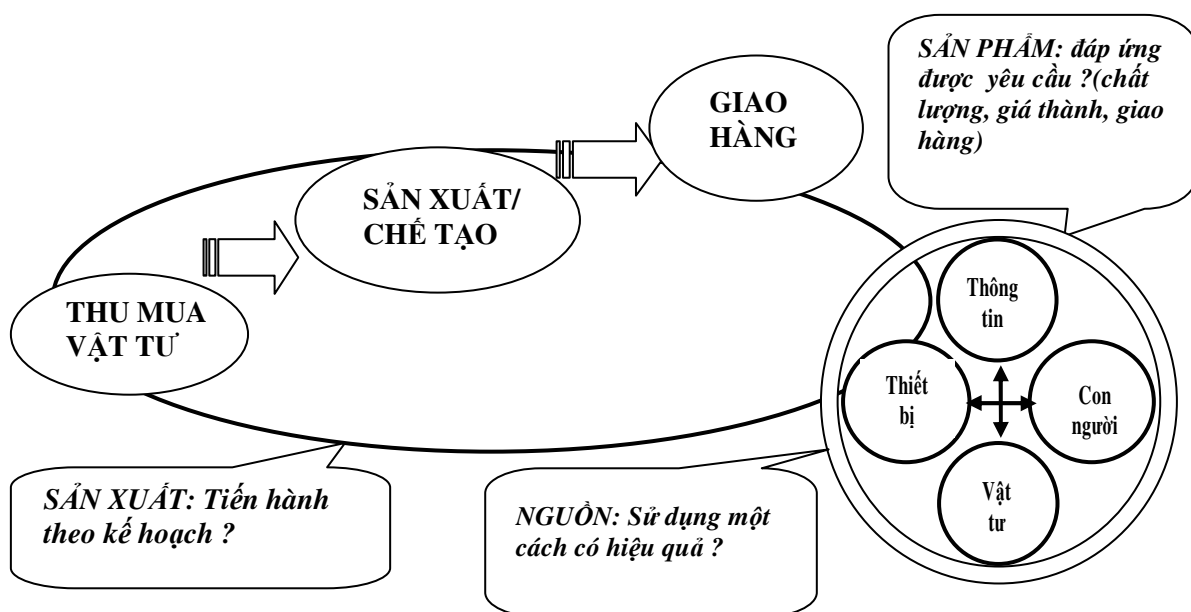 SẢN PHẨM: đáp ứng
được yêu cầu ?(chất
lượng, giá thành, giao
hàng)
GIAO
HÀNG
SẢN XUẤT/
CHẾ TẠO
THU MUA
VẬT TƯ
Thông
tin
Thiết
bị
Con
người
Vật
tư
SẢN XUẤT: Tiến hành
theo kế hoạch ?
NGUỒN: Sử dụng một
cách có hiệu quả ?